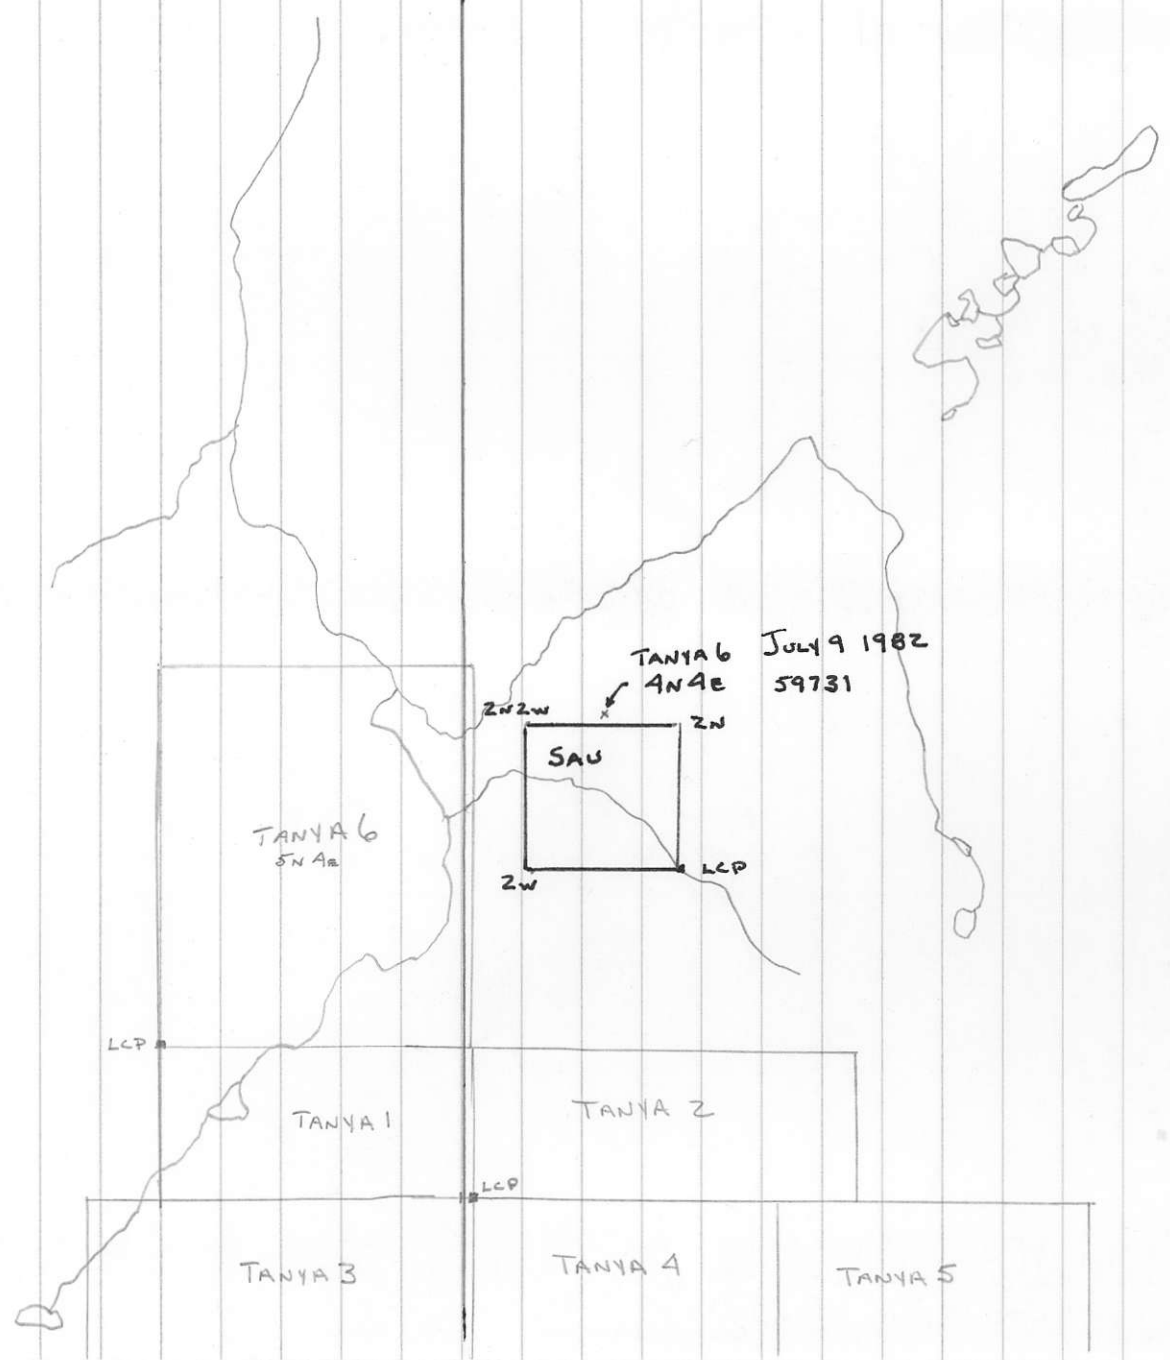 TANYA 6 JULY 9 1982
4N4E 59731
2N2W
2N
SAU
TANYA 6
5N 4E
LCP
2W
LCP
TANYA 2
TANYA 1
LCP
TANYA 3
TANYA 4
TANYA 5